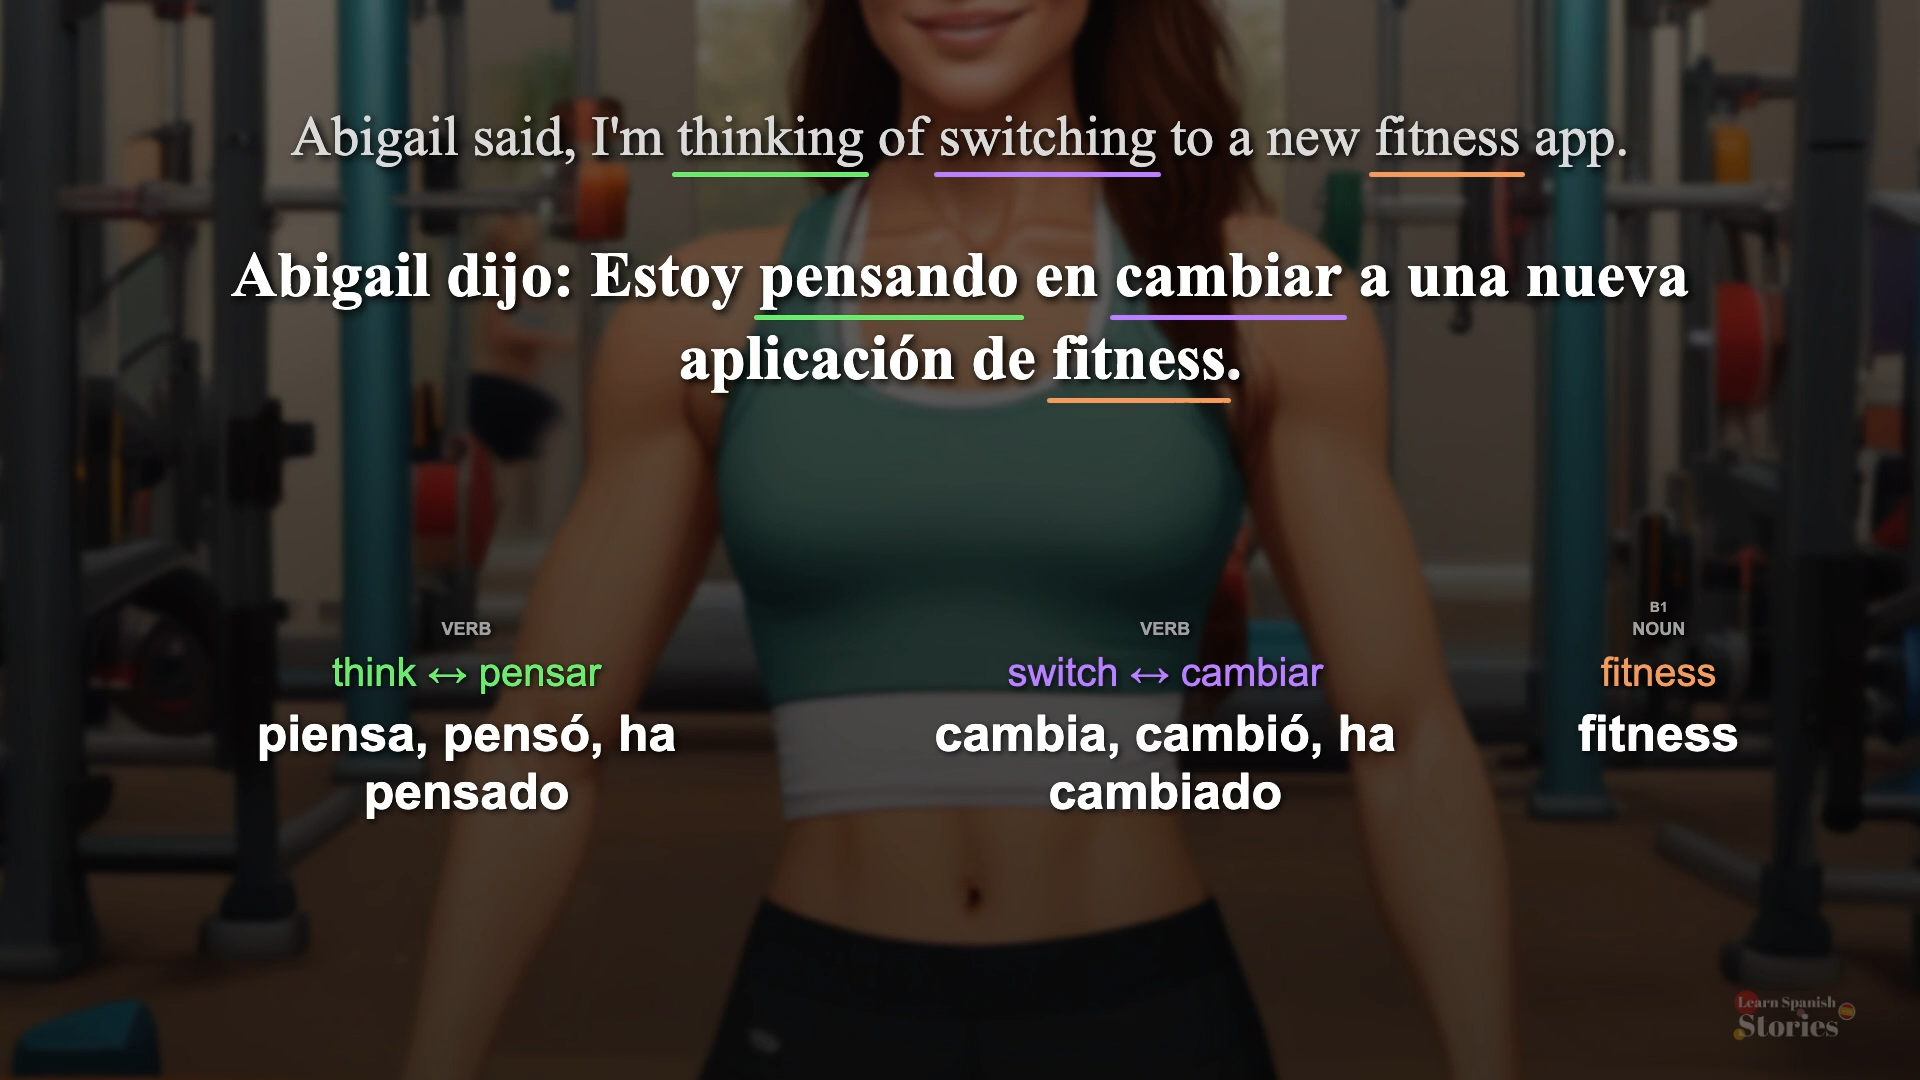 Abigail said, I'm thinking of switching to a new fitness app.
Abigail dijo: Estoy pensando en cambiar a una nueva
aplicación de fitness.
VERB
think ↔ pensar
piensa, pensó, ha
pensado
VERB
switch ↔ cambiar
cambia, cambió, ha
cambiado
B1
NOUN
fitness
fitness
Learn Spanish
Stories